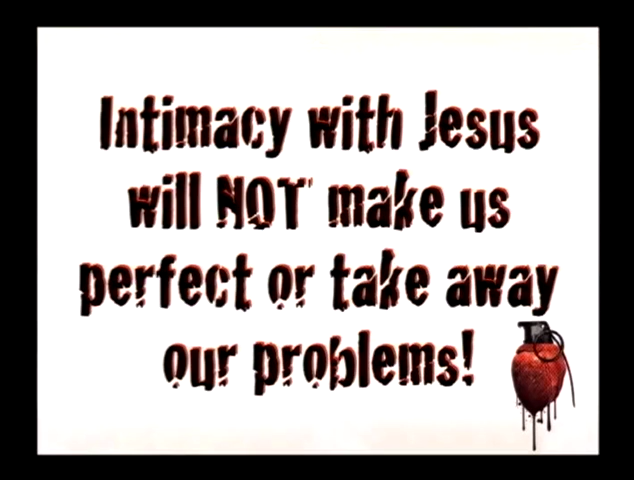 Intimacy with Jesus
will NOT make us
perfect or take away
our problems!